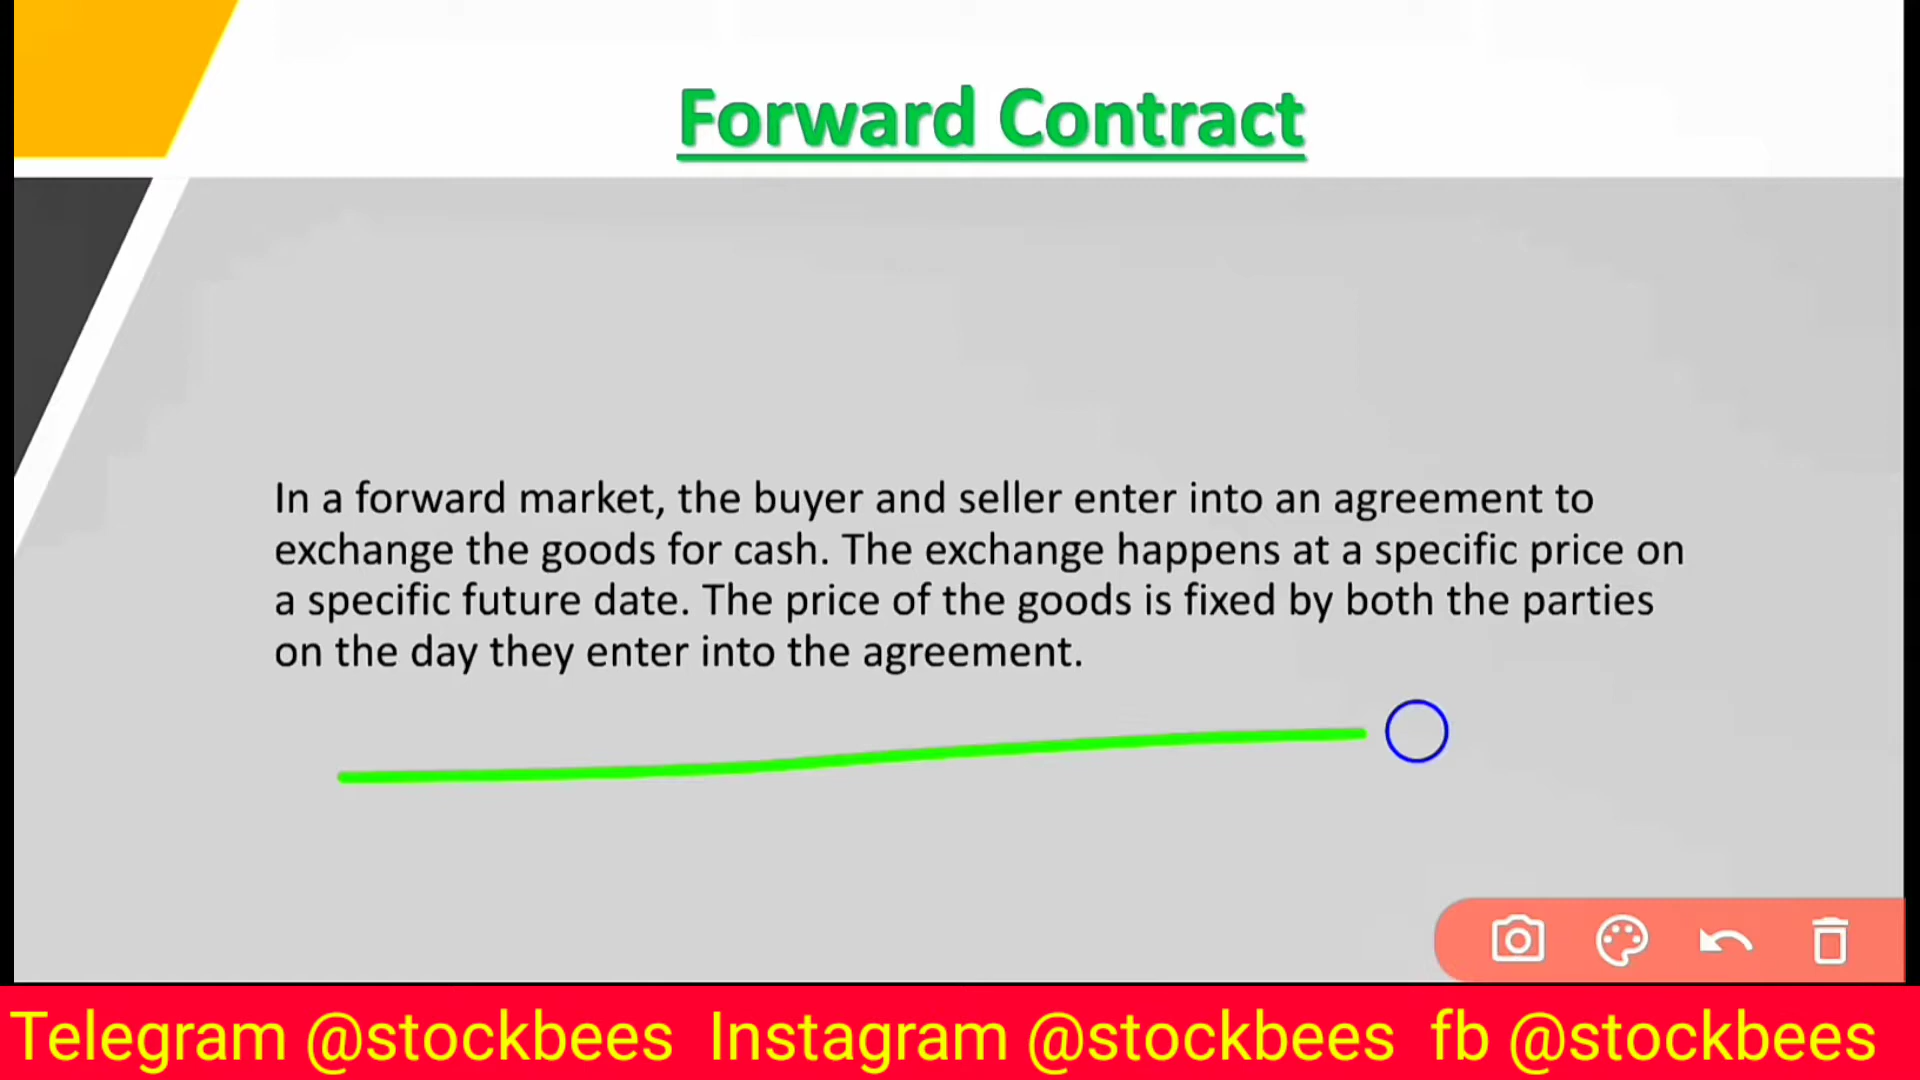 Forward Contract
In a forward market, the buyer and seller enter into an agreement to
exchange the goods for cash. The exchange happens at a specific price on
a specific future date. The price of the goods is fixed by both the parties
on the day they enter into the agreement.
Telegram @stockbees  Instagram @stockbees  fb @stockbees